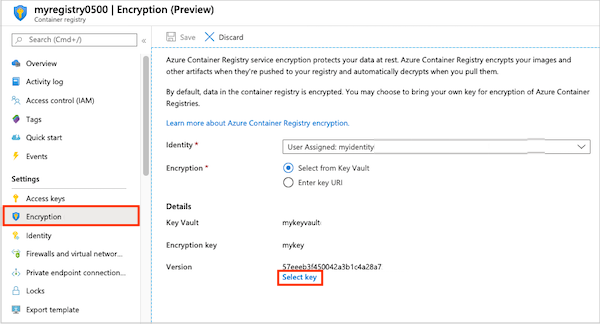 myregistry0500 | Encryption (Preview)
Container registry
Search (Cmd+/)
«
Overview
Activity log
Access control (IAM)
Tags
Quick start
Events
Settings
Access keys
Encryption
Identity
Firewalls and virtual networ...
Private endpoint connection...
Locks
Export template
Save
Discard
Azure Container Registry service encryption protects your data at rest. Azure Container Registry encrypts your images and
other artifacts when they're pushed to your registry and automatically decrypts when you pull them.
By default, data in the container registry is encrypted. You may choose to bring your own key for encryption of Azure Container
Registries.
Learn more about Azure Container Registry encryption.
Identity *
User Assigned: myidentity
Encryption *
Select from Key Vault
Enter key URI
Details
Key Vault
mykeyvault
Encryption key
mykey
Version
57eeeb3f450042a3b1c4a28a7
Select key